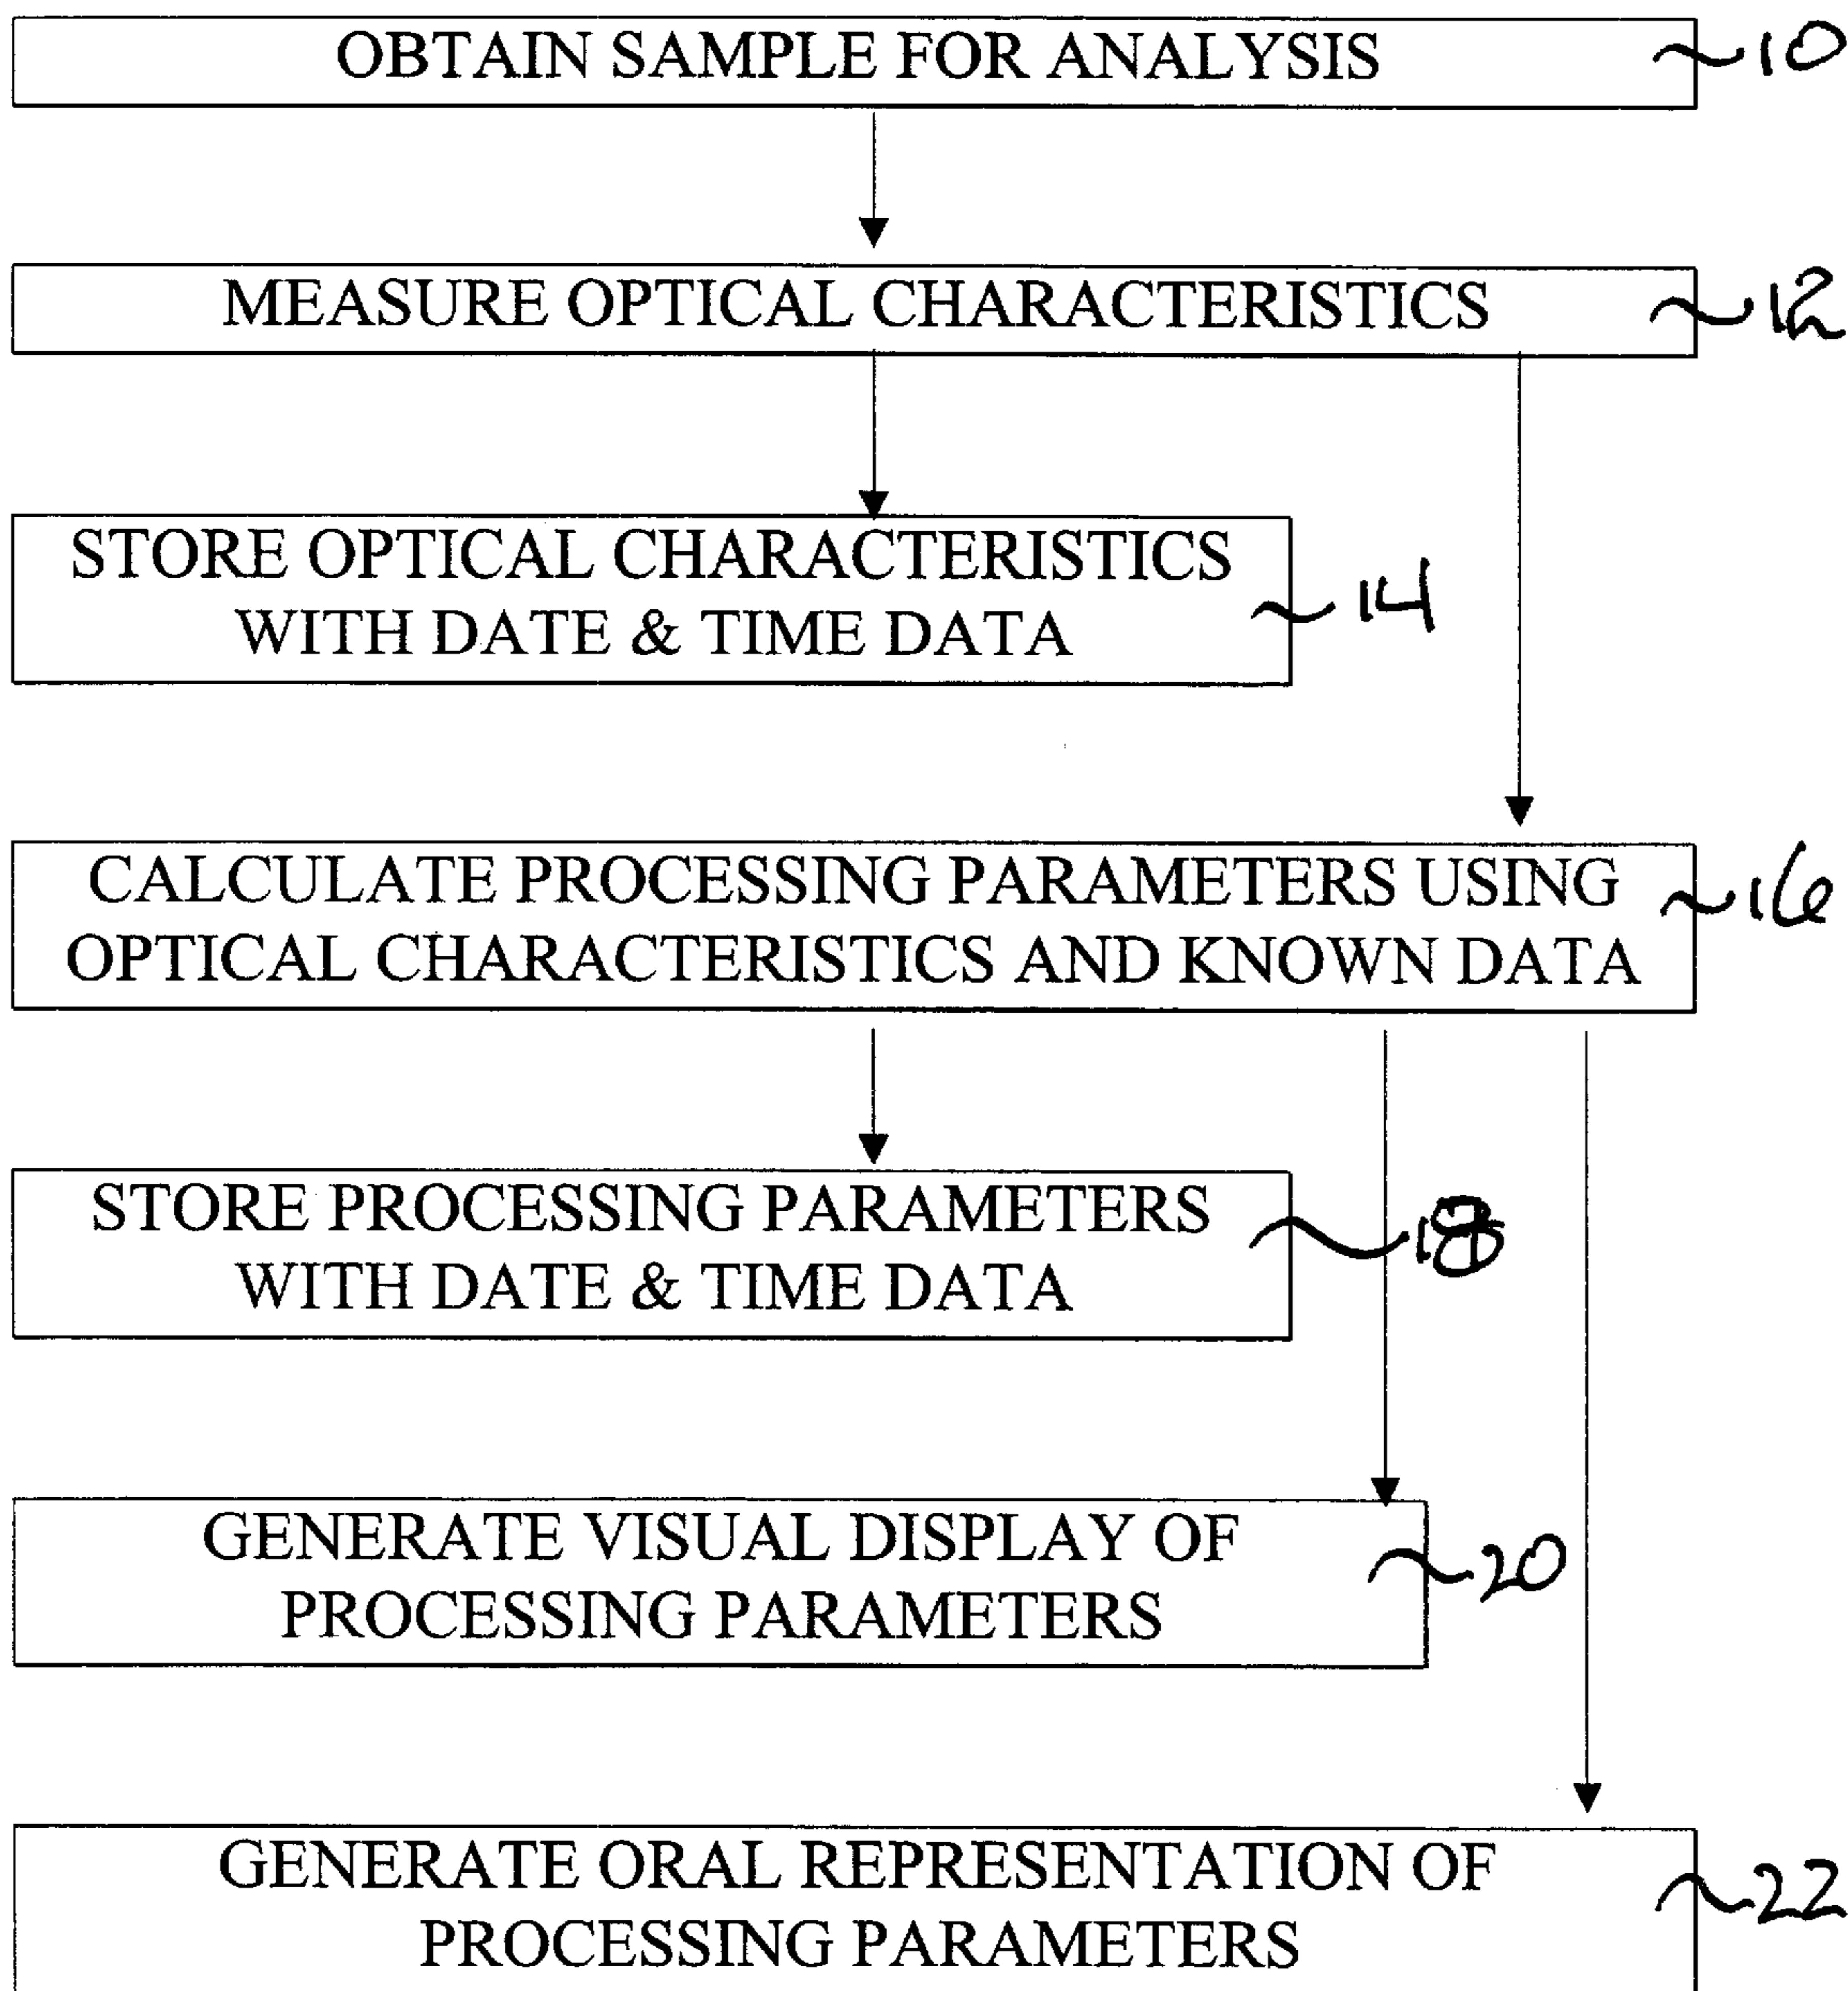 OBTAIN SAMPLE FOR ANALYSIS 10
MEASURE OPTICAL CHARACTERISTICS 12
STORE OPTICAL CHARACTERISTICS
WITH DATE & TIME DATA 14
CALCULATE PROCESSING PARAMETERS USING
OPTICAL CHARACTERISTICS AND KNOWN DATA 16
STORE PROCESSING PARAMETERS
WITH DATE & TIME DATA 18
GENERATE VISUAL DISPLAY OF
PROCESSING PARAMETERS 20
GENERATE ORAL REPRESENTATION OF
PROCESSING PARAMETERS 22